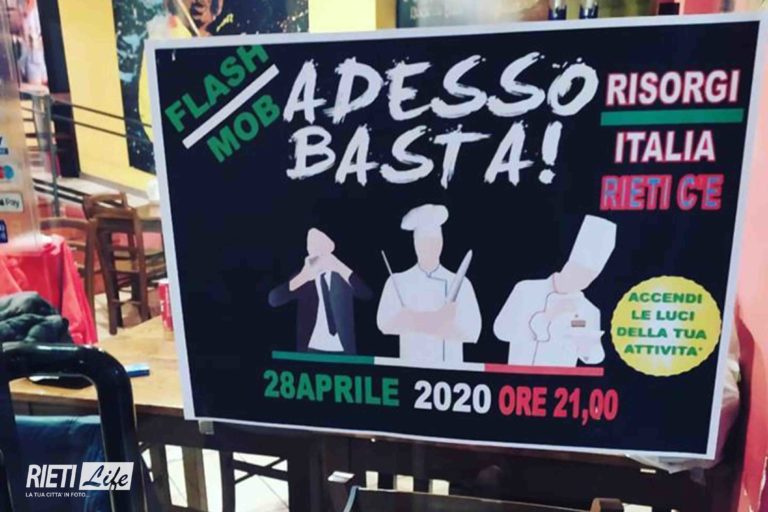 FLASH
MOB
ADESSO
BASTA!
RISORGI
ITALIA
RIETI C'E
ACCENDI
LE LUCI
DELLA TUA
ATTIVITA'
28APRILE 2020 ORE 21,00
Pay
RIETI Life
LA TUA CITTA' IN FOTO...